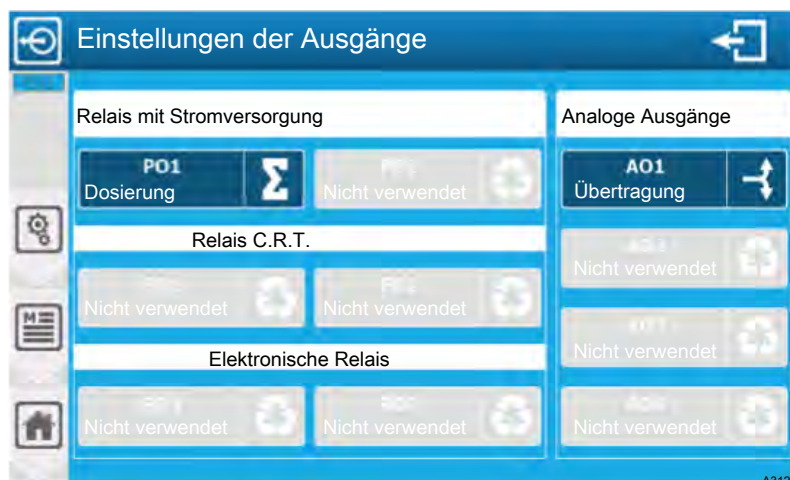 Einstellungen der Ausgänge
Relais mit Stromversorgung
Analoge Ausgänge
PO1
Dosierung
Nicht verwendet
AO1
Übertragung
Relais C.R.T.
Nicht verwendet
Nicht verwendet
Nicht verwendet
Elektronische Relais
Nicht verwendet
Nicht verwendet
Nicht verwendet
Nicht verwendet